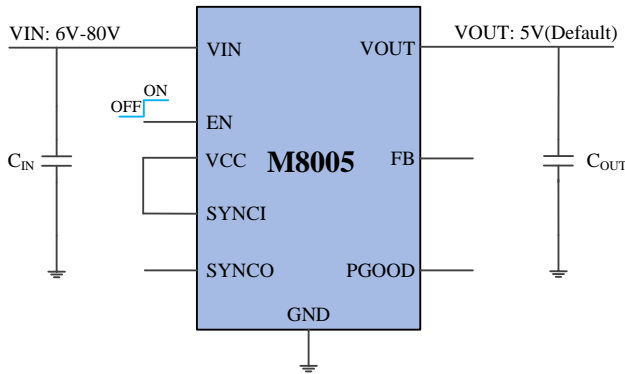 VIN: 6V-80V
VOUT: 5V(Default)
VIN
VOUT
ON
OFF
EN
CIN
VCC
M8005
FB
COUT
SYNCI
SYNCO
PGOOD
GND